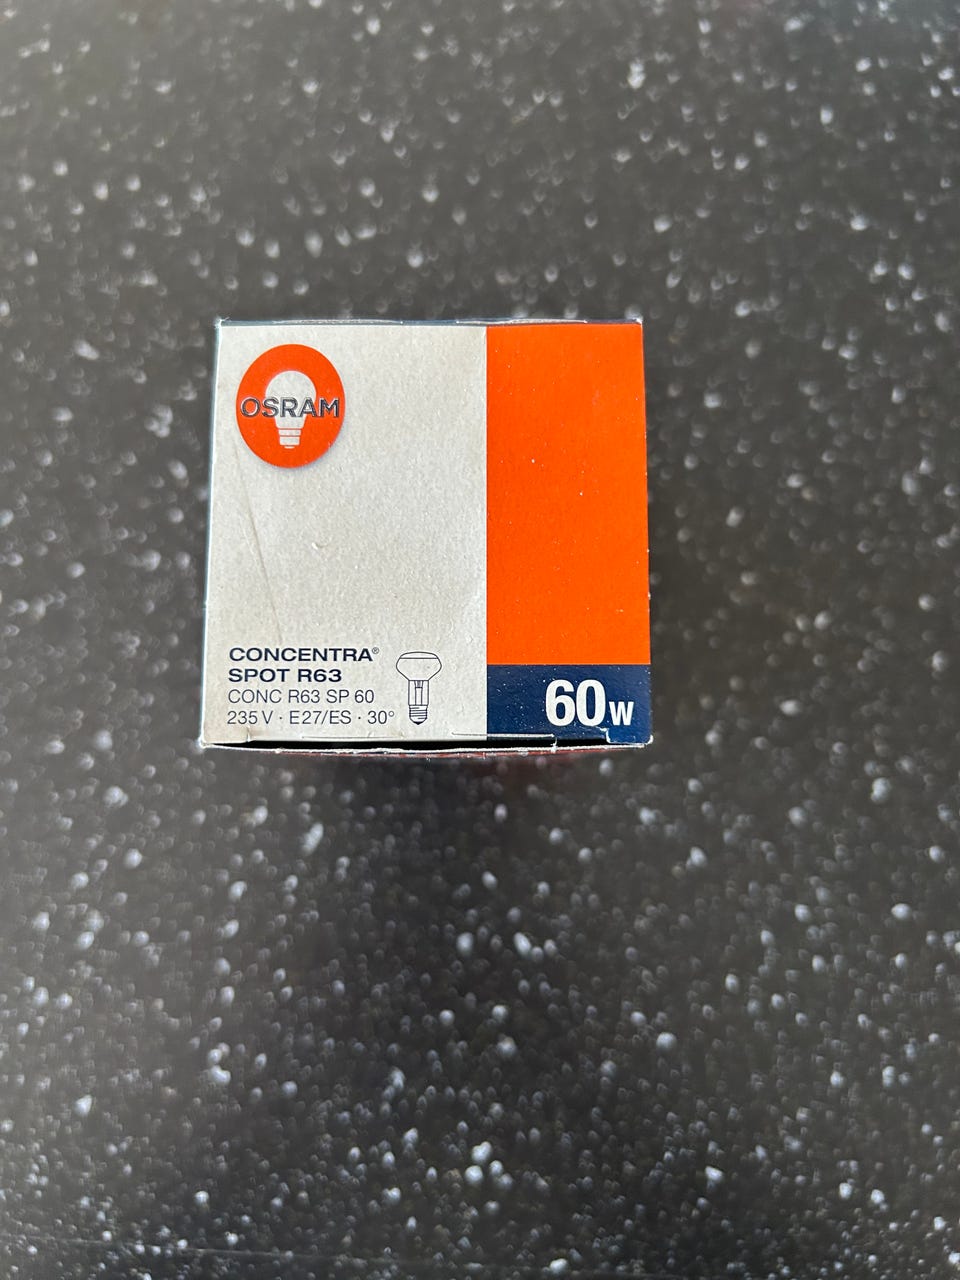 OSRAM
CONCENTRA®
SPOT R63
CONC R63 SP 60
235 V · E27/ES · 30°
60W